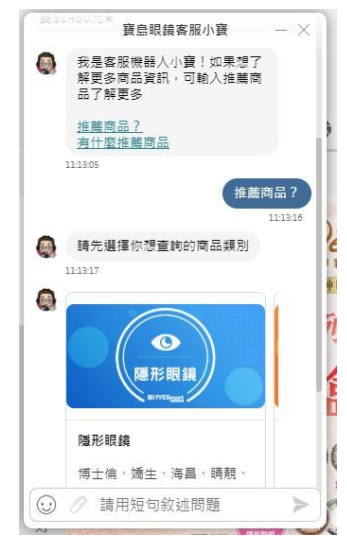 寶島眼鏡客服小寶
我是客服機器人小寶！如果想了
解更多商品資訊，可輸入推薦商
品了解更多
推薦商品？
有什麼推薦商品
11:13:05
推薦商品？
11:13:16
請先選擇你想查詢的商品類別
11:13:17
隱形眼鏡
隱形眼鏡
博士倫、嬌生、海昌、晴靚、
請用短句敘述問題